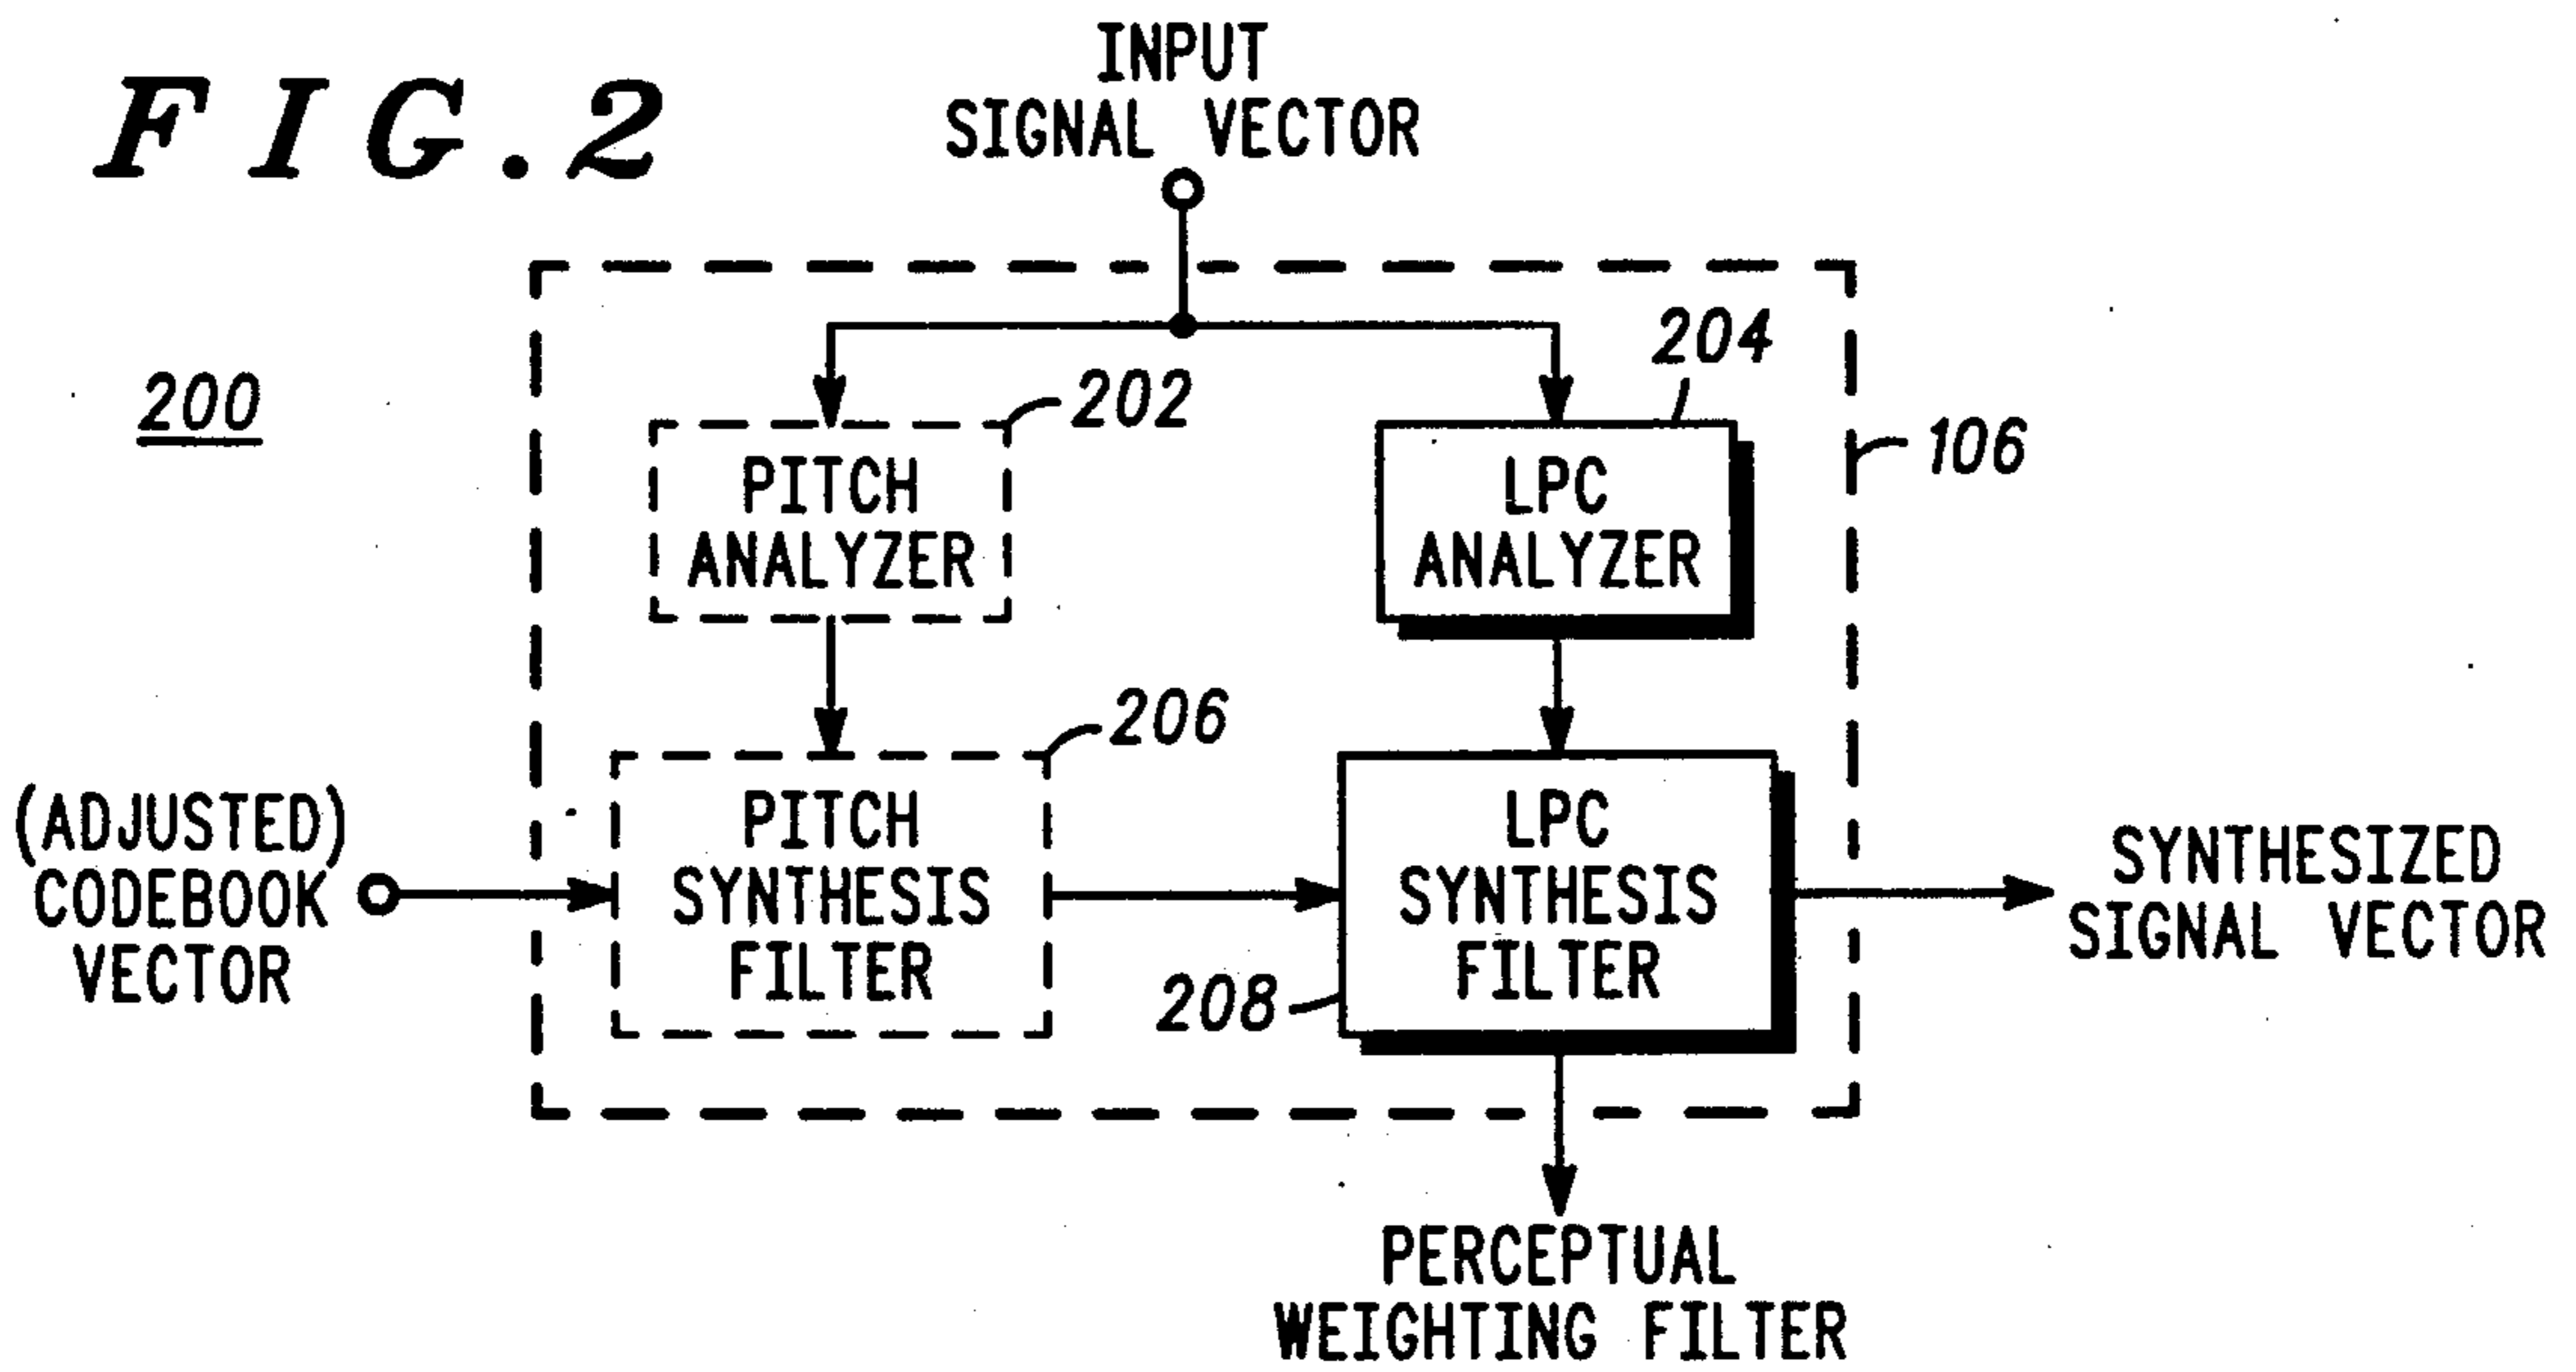 FIG.2
INPUT
SIGNAL VECTOR
200
202
204
106
PITCH
ANALYZER
LPC
ANALYZER
206
(ADJUSTED)
CODEBOOK
VECTOR
PITCH
SYNTHESIS
FILTER
208
LPC
SYNTHESIS
FILTER
SYNTHESIZED
SIGNAL VECTOR
PERCEPTUAL
WEIGHTING FILTER